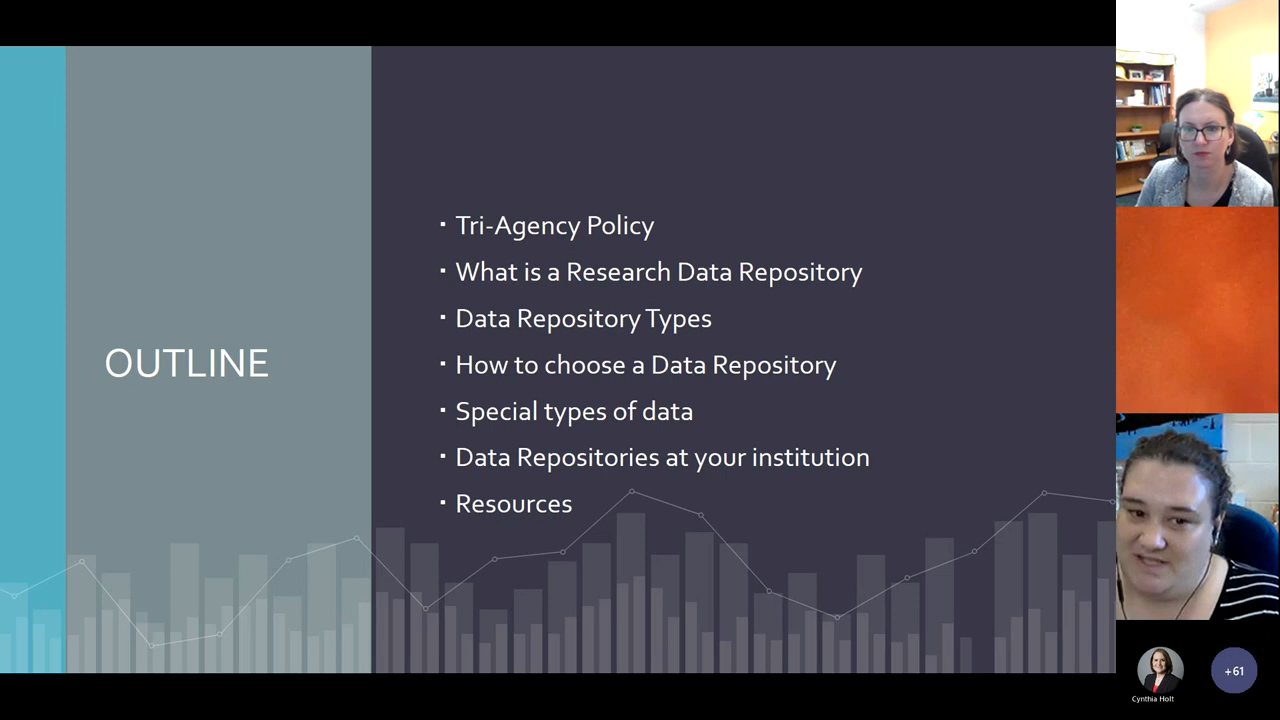 OUTLINE
▪ Tri-Agency Policy
▪ What is a Research Data Repository
▪ Data Repository Types
▪ How to choose a Data Repository
▪ Special types of data
▪ Data Repositories at your institution
▪ Resources
Cynthia Holt
+61